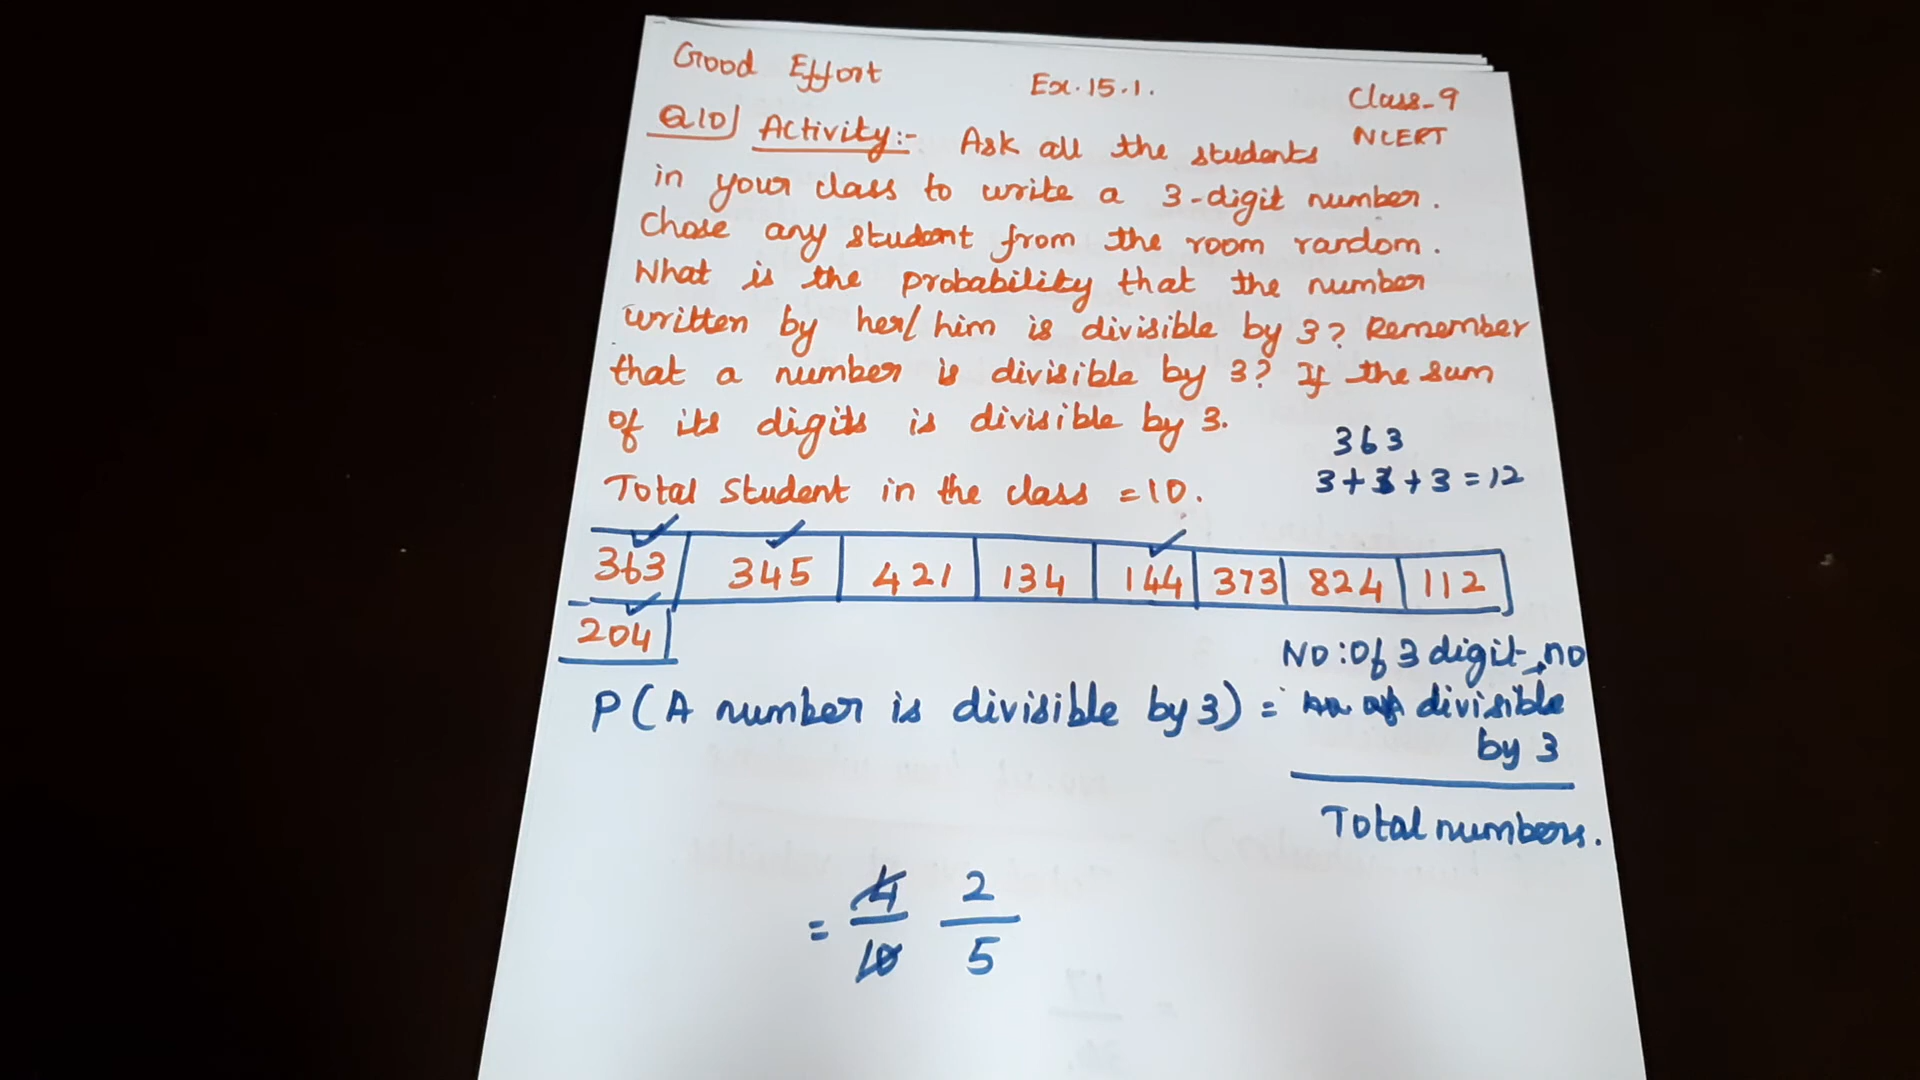 Good Effort Ex.15.1. Class-9
NCERT
Q10) Activity:- Ask all the students
in your class to write a 3-digit number.
Chose any student from the room random.
What is the probability that the number
written by her/him is divisible by 3? Remember
that a number is divisible by 3? If the sum
of its digits is divisible by 3.
363
3+3+3=12
Total Student in the class =10.
363 345 421 134 144 373 824 112
204
No:Of 3 digit no
P(A number is divisible by 3) = divisible
by 3
Total numbers.
= 4/10 2/5